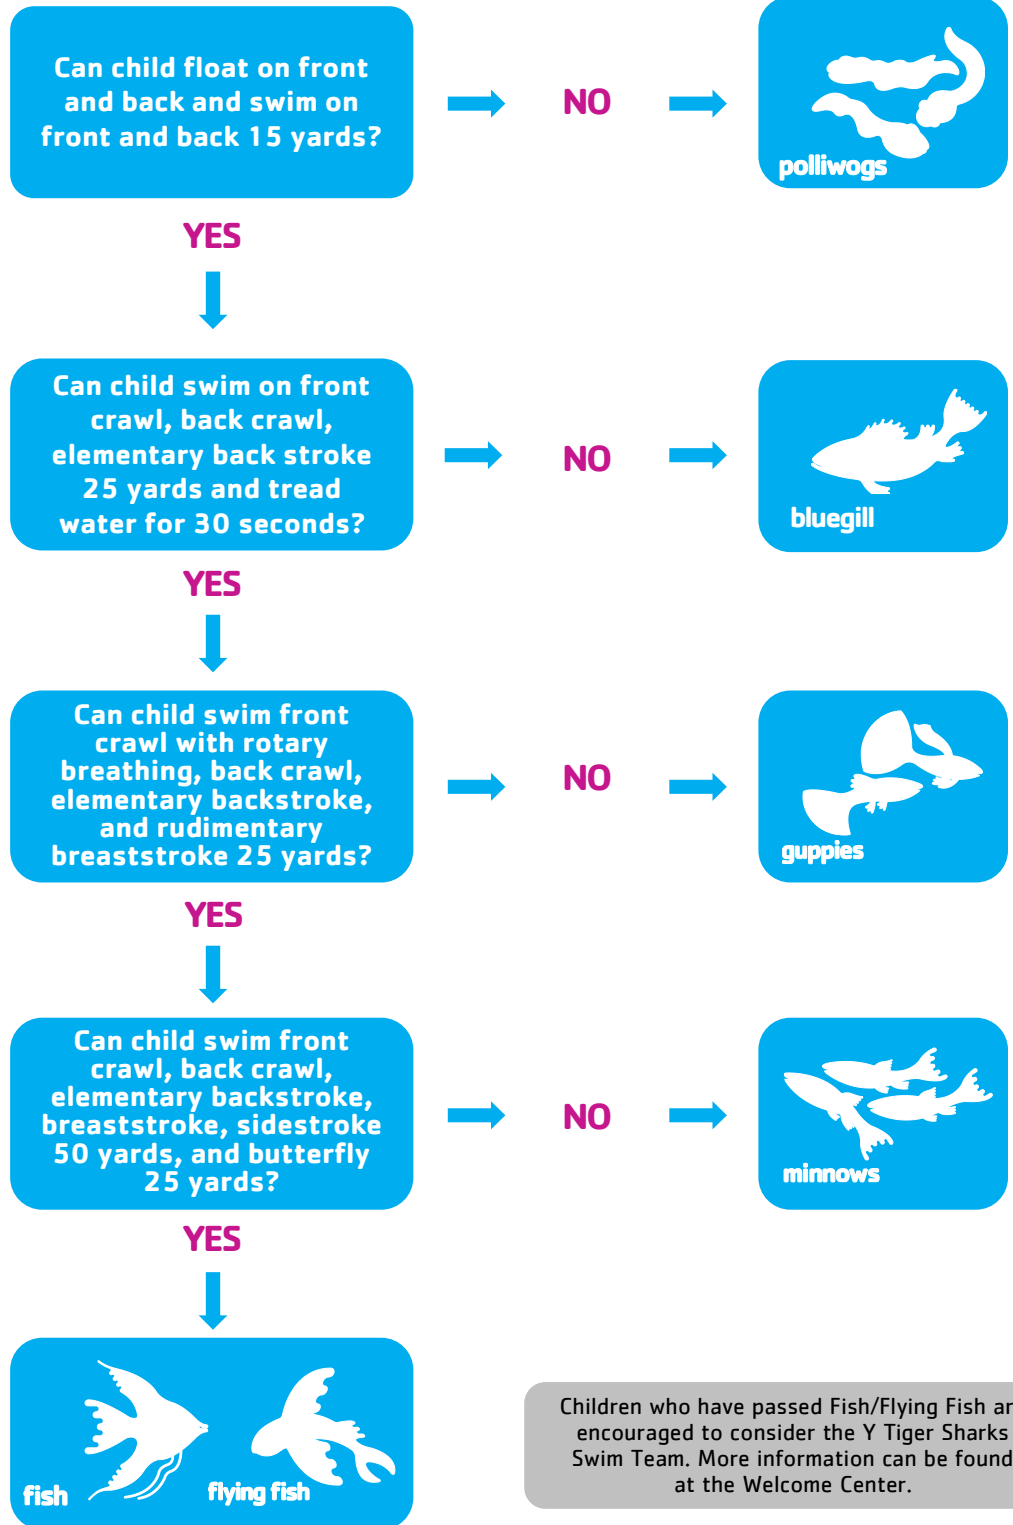 Can child float on front
and back and swim on
front and back 15 yards?
NO
polliwogs
YES
Can child swim on front
crawl, back crawl,
elementary back stroke
25 yards and tread
water for 30 seconds?
NO
bluegill
YES
Can child swim front
crawl with rotary
breathing, back crawl,
elementary backstroke,
and rudimentary
breaststroke 25 yards?
NO
guppies
YES
Can child swim front
crawl, back crawl,
elementary backstroke,
breaststroke, sidestroke
50 yards, and butterfly
25 yards?
NO
minnows
YES
fish
flying fish
Children who have passed Fish/Flying Fish
encouraged to consider the Y Tiger Sharks
Swim Team. More information can be found
at the Welcome Center.